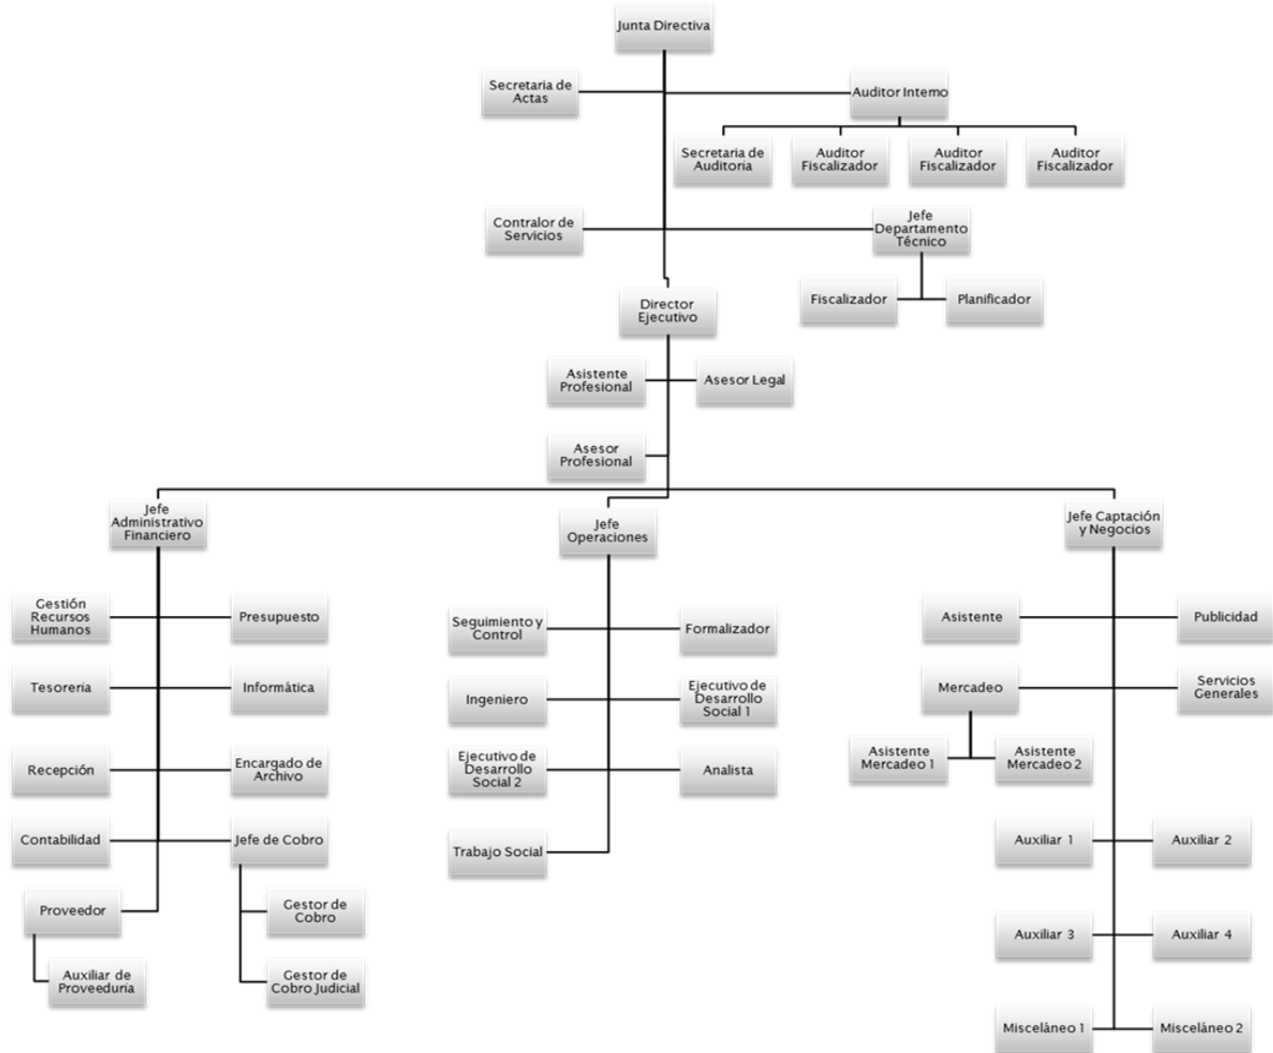 Junta Directiva
Secretaria de
Actas
Auditor Interno
Secretaria de
Auditoría
Auditor
Fiscalizador
Auditor
Fiscalizador
Auditor
Fiscalizador
Contralor de
Servicios
Jefe
Departamento
Técnico
Fiscalizador
Planificador
Director
Ejecutivo
Asistente
Profesional
Asesor Legal
Asesor
Profesional
Jefe
Administrativo
Financiero
Jefe
Operaciones
Jefe Captación
y Negocios
Gestión
Recursos
Humanos
Presupuesto
Tesorería
Informática
Recepción
Encargado de
Archivo
Contabilidad
Jefe de Cobro
Proveedor
Gestor de
Cobro
Auxiliar de
Proveeduría
Gestor de
Cobro Judicial
Seguimiento y
Control
Formalizador
Ingeniero
Ejecutivo de
Desarrollo
Social 1
Ejecutivo de
Desarrollo
Social 2
Analista
Trabajo Social
Asistente
Publicidad
Mercadeo
Servicios
Generales
Asistente
Mercadeo 1
Asistente
Mercadeo 2
Auxiliar 1
Auxiliar 2
Auxiliar 3
Auxiliar 4
Misceláneo 1
Misceláneo 2